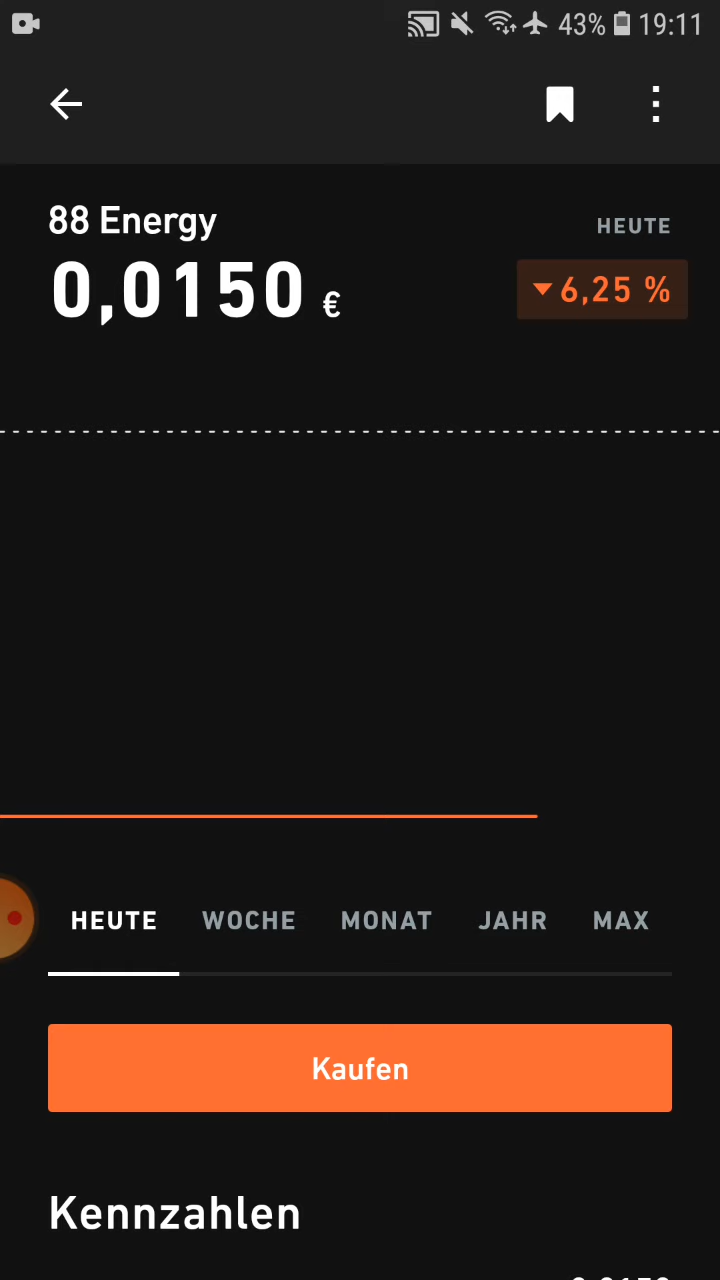 43% 19:11
88 Energy
HEUTE
0,0150 €
6,25 %
HEUTE WOCHE MONAT JAHR MAX
Kaufen
Kennzahlen